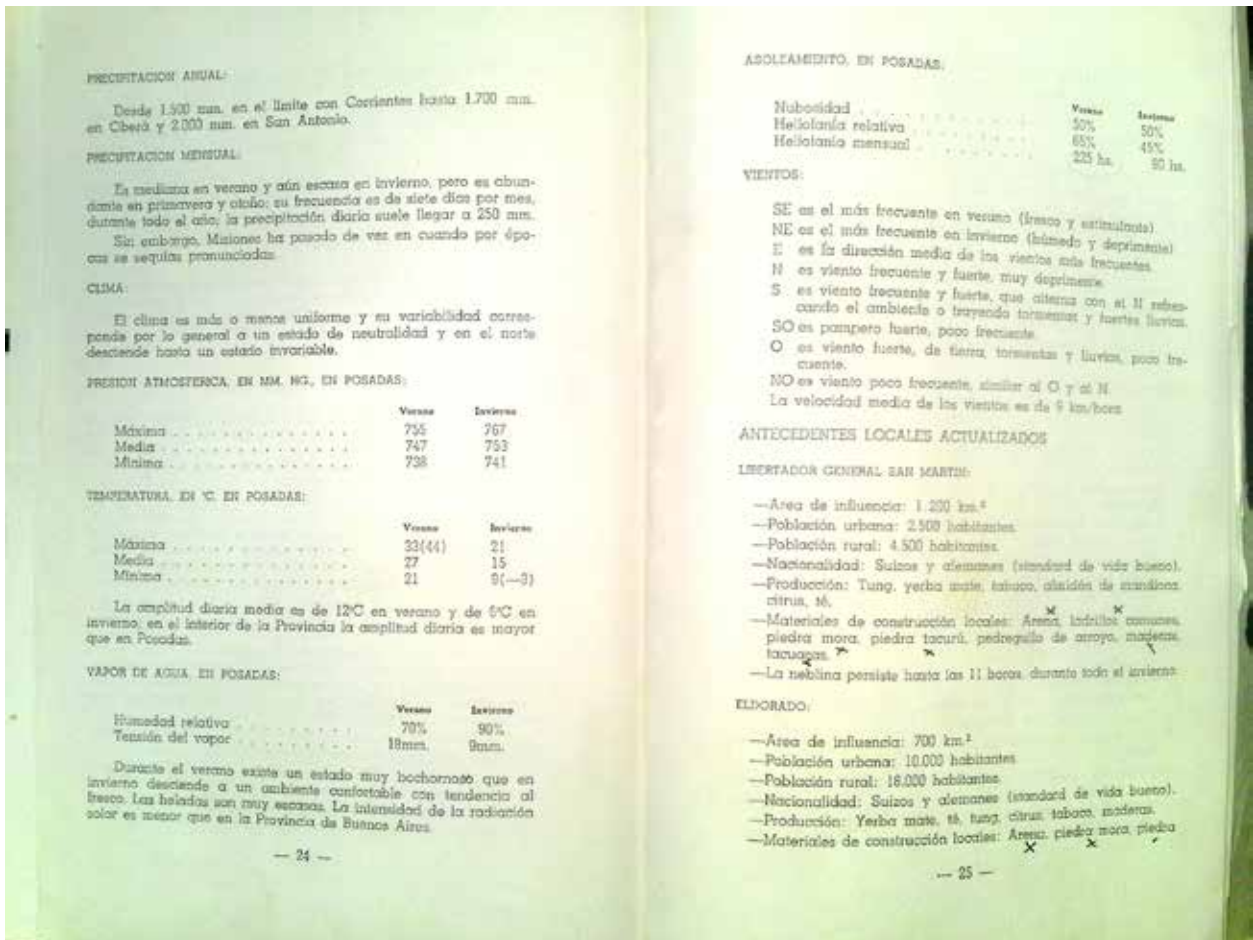 PRECIPITACION ANUAL:
Desde 1.500 mm. en el límite con Corrientes hasta 1.700 mm.
en Oberá y 2.000 mm. en San Antonio.
PRECIPITACION MENSUAL:
Es mediana en verano y aún escasa en invierno, pero es abun-
dante en primavera y otoño; su frecuencia es de siete días por mes,
durante todo el año; la precipitación diaria suele llegar a 250 mm.
Sin embargo, Misiones ha pasado de vez en cuando por épo-
cas se sequías pronunciadas.
CLIMA:
El clima es más o menos uniforme y su variabilidad corres-
ponde por lo general a un estado de neutralidad y en el norte
desciende hasta un estado invariable.
PRESION ATMOSFERICA, EN MM. HG., EN POSADAS:
Verano Invierno
Máxima . . . . . . . . . . . . . . 755 767
Media . . . . . . . . . . . . . . 747 753
Mínima . . . . . . . . . . . . . . 738 741
TEMPERATURA, EN °C. EN POSADAS:
Verano Invierno
Máxima . . . . . . . . . . . . . . 33(44) 21
Media . . . . . . . . . . . . . . 27 15
Mínima . . . . . . . . . . . . . . 21 9(—3)
La amplitud diaria media es de 12°C en verano y de 6°C en
invierno; en el interior de la Provincia la amplitud diaria es mayor
que en Posadas.
VAPOR DE AGUA, EN POSADAS:
Verano Invierno
Humedad relativa . . . . . . . . . 70% 90%
Tensión del vapor . . . . . . . . . 18mm. 9mm.
Durante el verano existe un estado muy bochornoso que en
invierno desciende a un ambiente confortable con tendencia al
fresco. Las heladas son muy escasas. La intensidad de la radiación
solar es menor que en la Provincia de Buenos Aires.
— 24 —
ASOLEAMIENTO, EN POSADAS:
Verano Invierno
Nubosidad . . . . . . . . . . . . 50% 50%
Heliofanía relativa . . . . . . . . . 65% 45%
Heliofanía mensual . . . . . . . . . 225 hs. 90 hs.
VIENTOS:
SE es el más frecuente en verano (fresco y estimulante)
NE es el más frecuente en invierno (húmedo y deprimente)
E es la dirección media de los vientos más frecuentes.
N es viento frecuente y fuerte, muy deprimente
S es viento frecuente y fuerte, que alterna con el N refres-
cando el ambiente o trayendo tormentas y fuertes lluvias.
SO es pampero fuerte, poco frecuente
O es viento fuerte, de tierra, tormentas y lluvias, poco fre-
cuente.
NO es viento poco frecuente, similar al O y al N.
La velocidad media de los vientos es de 9 km/hora
ANTECEDENTES LOCALES ACTUALIZADOS
LIBERTADOR GENERAL SAN MARTIN:
—Area de influencia: 1.200 km.²
—Población urbana: 2.500 habitantes
—Población rural: 4.500 habitantes
—Nacionalidad: Suizos y alemanes (standard de vida bueno).
—Producción: Tung, yerba mate, tabaco, almidón de mandioca,
citrus, té.
—Materiales de construcción locales: Arena, ladrillos comunes,
piedra mora, piedra tacurú, pedregullo de arroyo, maderas,
tacuaras.
—La neblina persiste hasta las 11 horas, durante todo el invierno
ELDORADO:
—Area de influencia: 700 km.²
—Población urbana: 10.000 habitantes
—Población rural: 18.000 habitantes
—Nacionalidad: Suizos y alemanes (standard de vida bueno).
—Producción: Yerba mate, té, tung, citrus, tabaco, maderas.
—Materiales de construcción locales: Arena, piedra mora, piedra
— 25 —